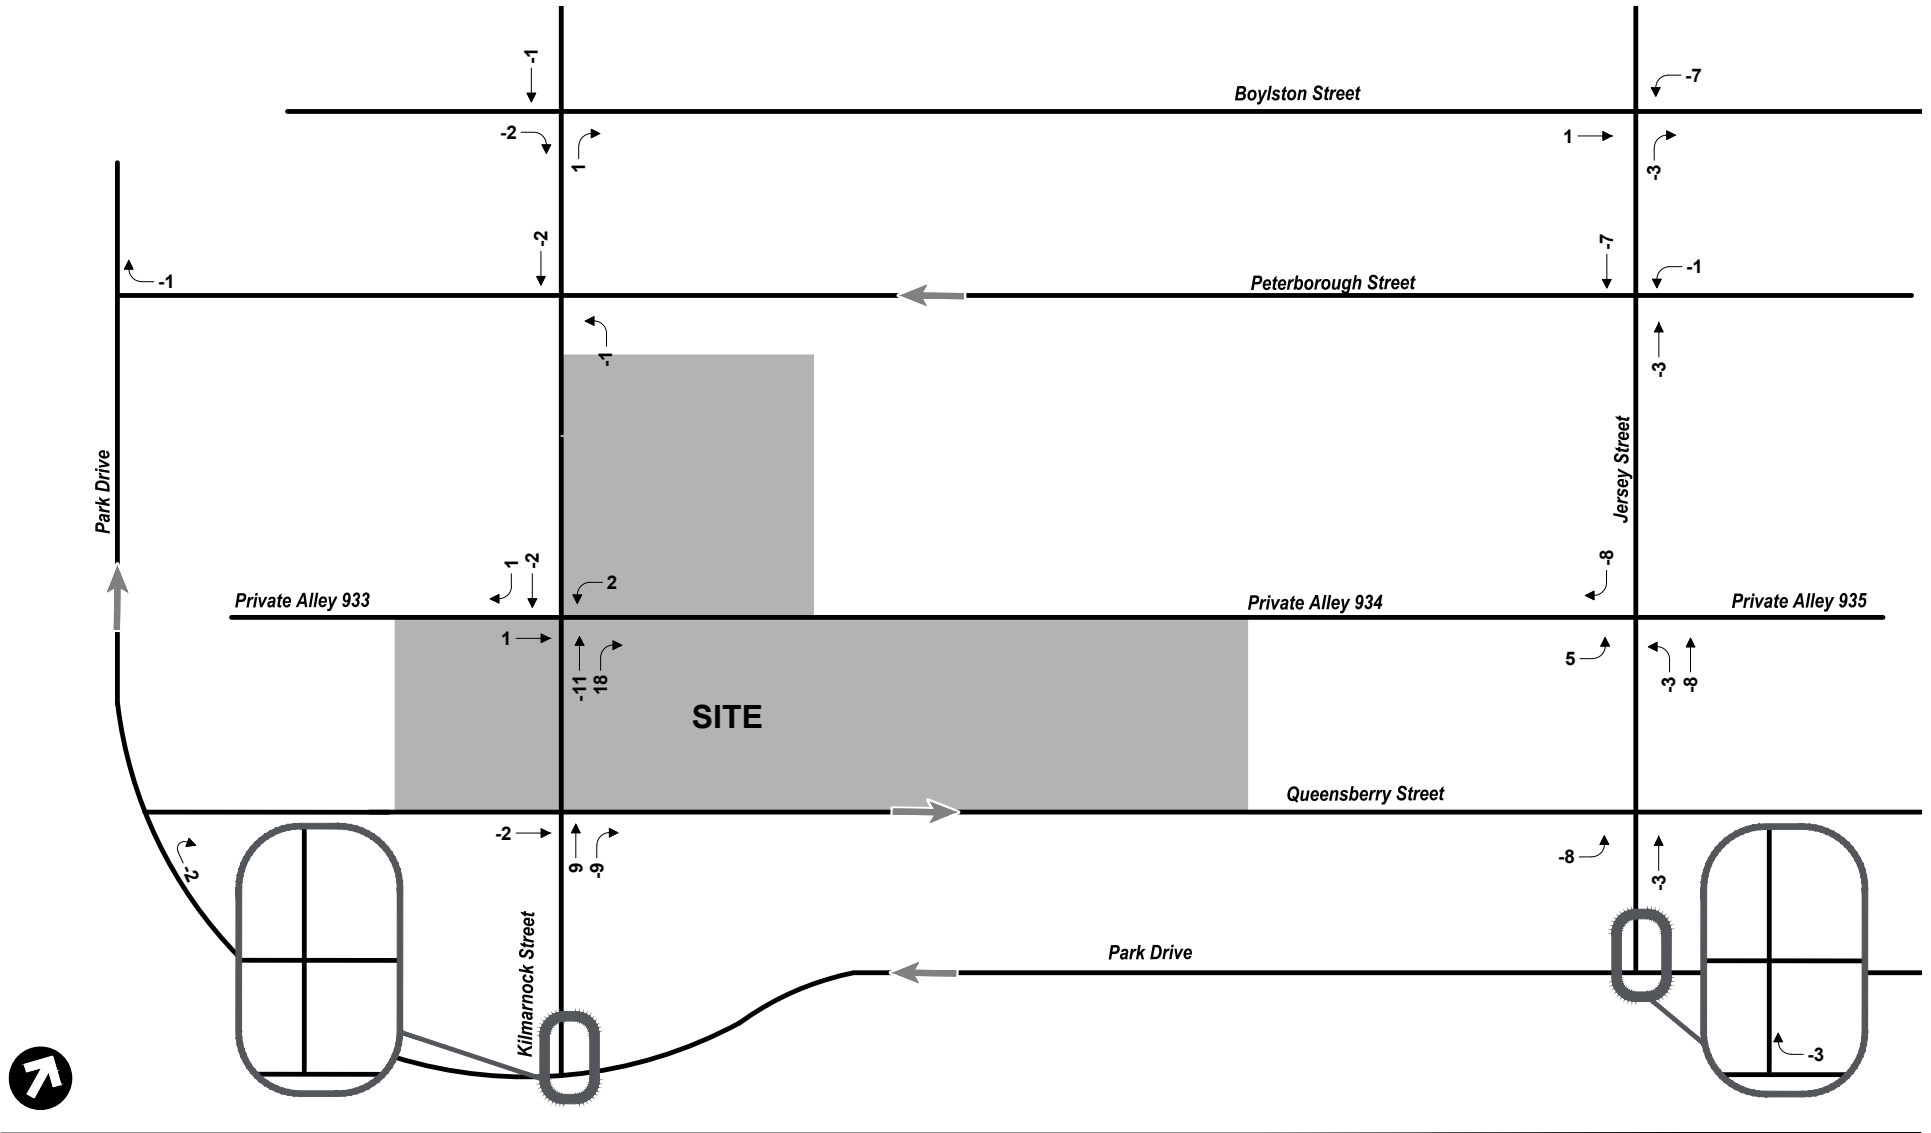 -1
-7
Boylston Street
-2
1
1
-3
-2
-7
-1
-1
Peterborough Street
-1
-3
Park Drive
Jersey Street
1
-2
2
-8
Private Alley 933
Private Alley 934
Private Alley 935
1
-11
18
5
-3
-8
SITE
Queensberry Street
-2
9
-9
-8
-3
-2
Kilmarnock Street
Park Drive
-3